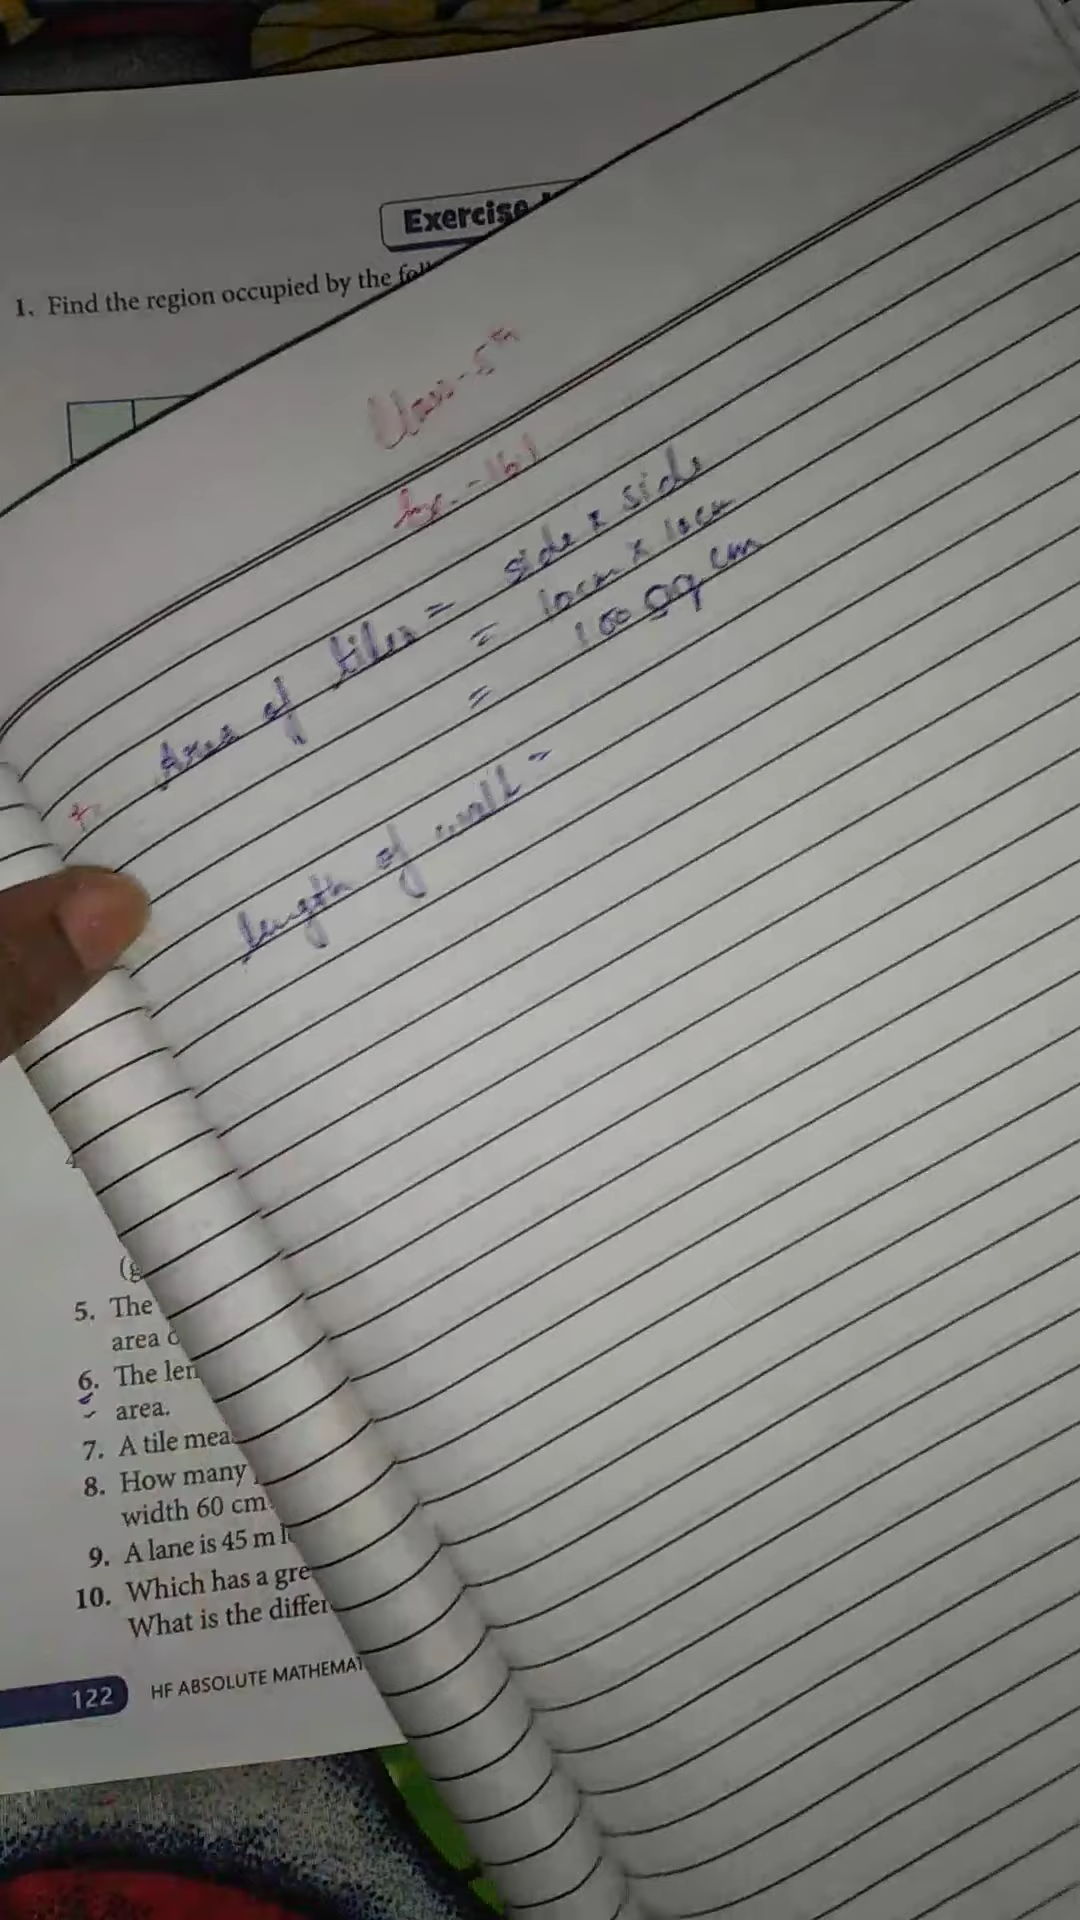 Exercise
1. Find the region occupied by the foll
Class-5th
Ex.-16.1
7. Area of tiles = side x side
= 10cm x 10cm
= 100 sq cm
length of wall =
(g
5. The
area o
6. The len
area.
7. A tile mea
8. How many
width 60 cm
9. A lane is 45 m l
10. Which has a gre
What is the differ
122 HF ABSOLUTE MATHEMAT